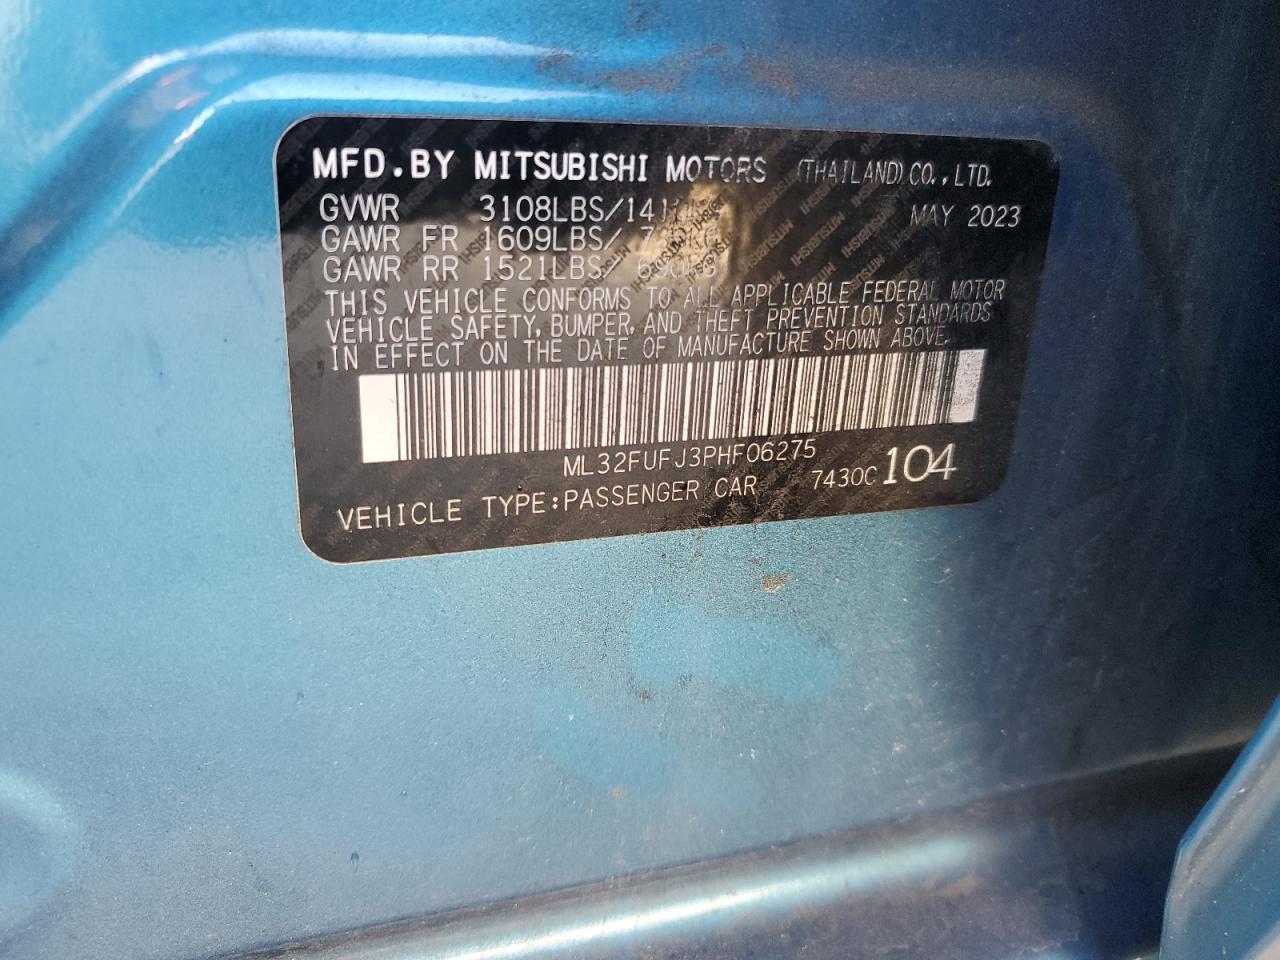 MFD.BY MITSUBISHI MOTORS (THAILAND)CO.,LTD.
GVWR 3108LBS/ MAY 2023
GAWR FR 1609LBS/
GAWR RR 1521LBS/ 690KG
THIS VEHICLE CONFORMS TO ALL APPLICABLE FEDERAL MOTOR
VEHICLE SAFETY, BUMPER, AND THEFT PREVENTION STANDARDS
IN EFFECT ON THE DATE OF MANUFACTURE SHOWN ABOVE.
ML32FUFJ3PHF06275
VEHICLE TYPE:PASSENGER CAR 7430C 104